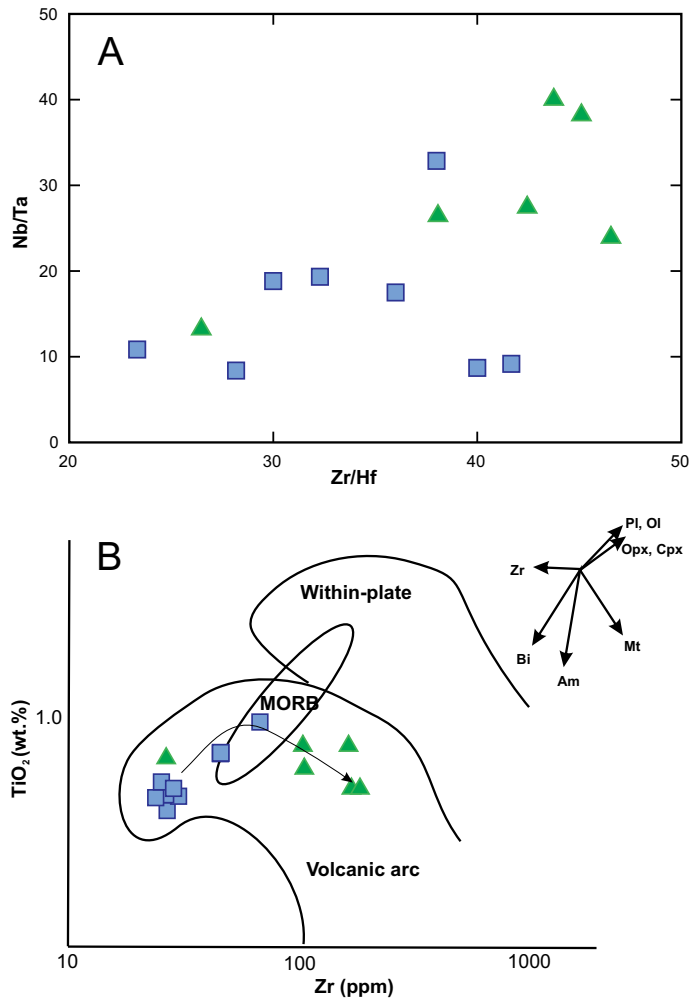 A
50
40
30
20
10
0
Nb/Ta
20 30 40 50
Zr/Hf
B
Within-plate
MORB
Volcanic arc
Pl, Ol
Opx, Cpx
Zr
Bi
Am
Mt
1.0
TiO2 (wt.%)
10 100 1000
Zr (ppm)